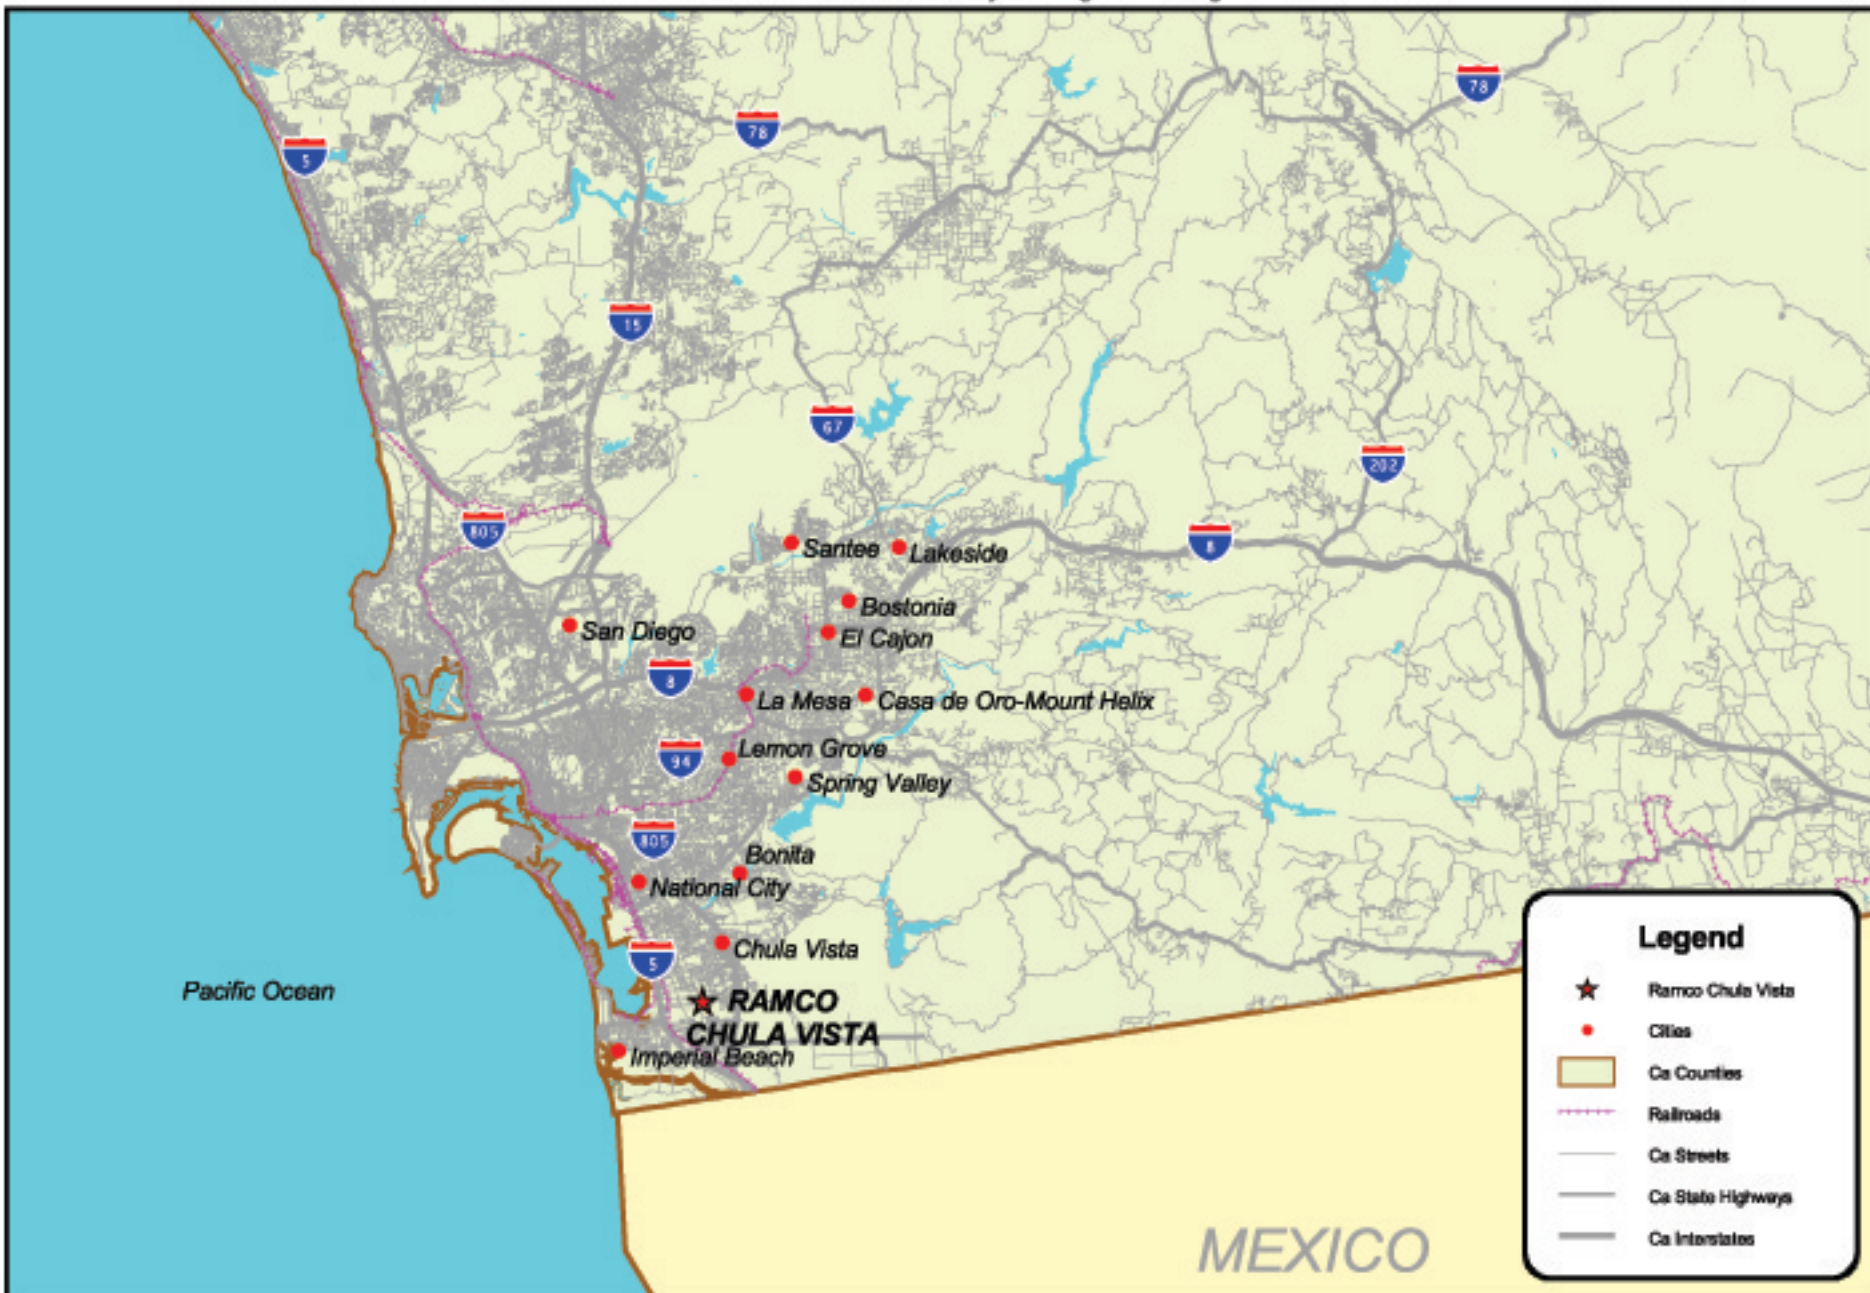 78
78
5
15
67
202
805
8
Santee
Lakeside
Bostonia
San Diego
El Cajon
8
La Mesa
Casa de Oro-Mount Helix
94
Lemon Grove
Spring Valley
805
Bonita
National City
Chula Vista
5
Pacific Ocean
RAMCO
CHULA VISTA
Imperial Beach
MEXICO
Legend
Ramco Chula Vista
Cities
Ca Counties
Railroads
Ca Streets
Ca State Highways
Ca Interstates